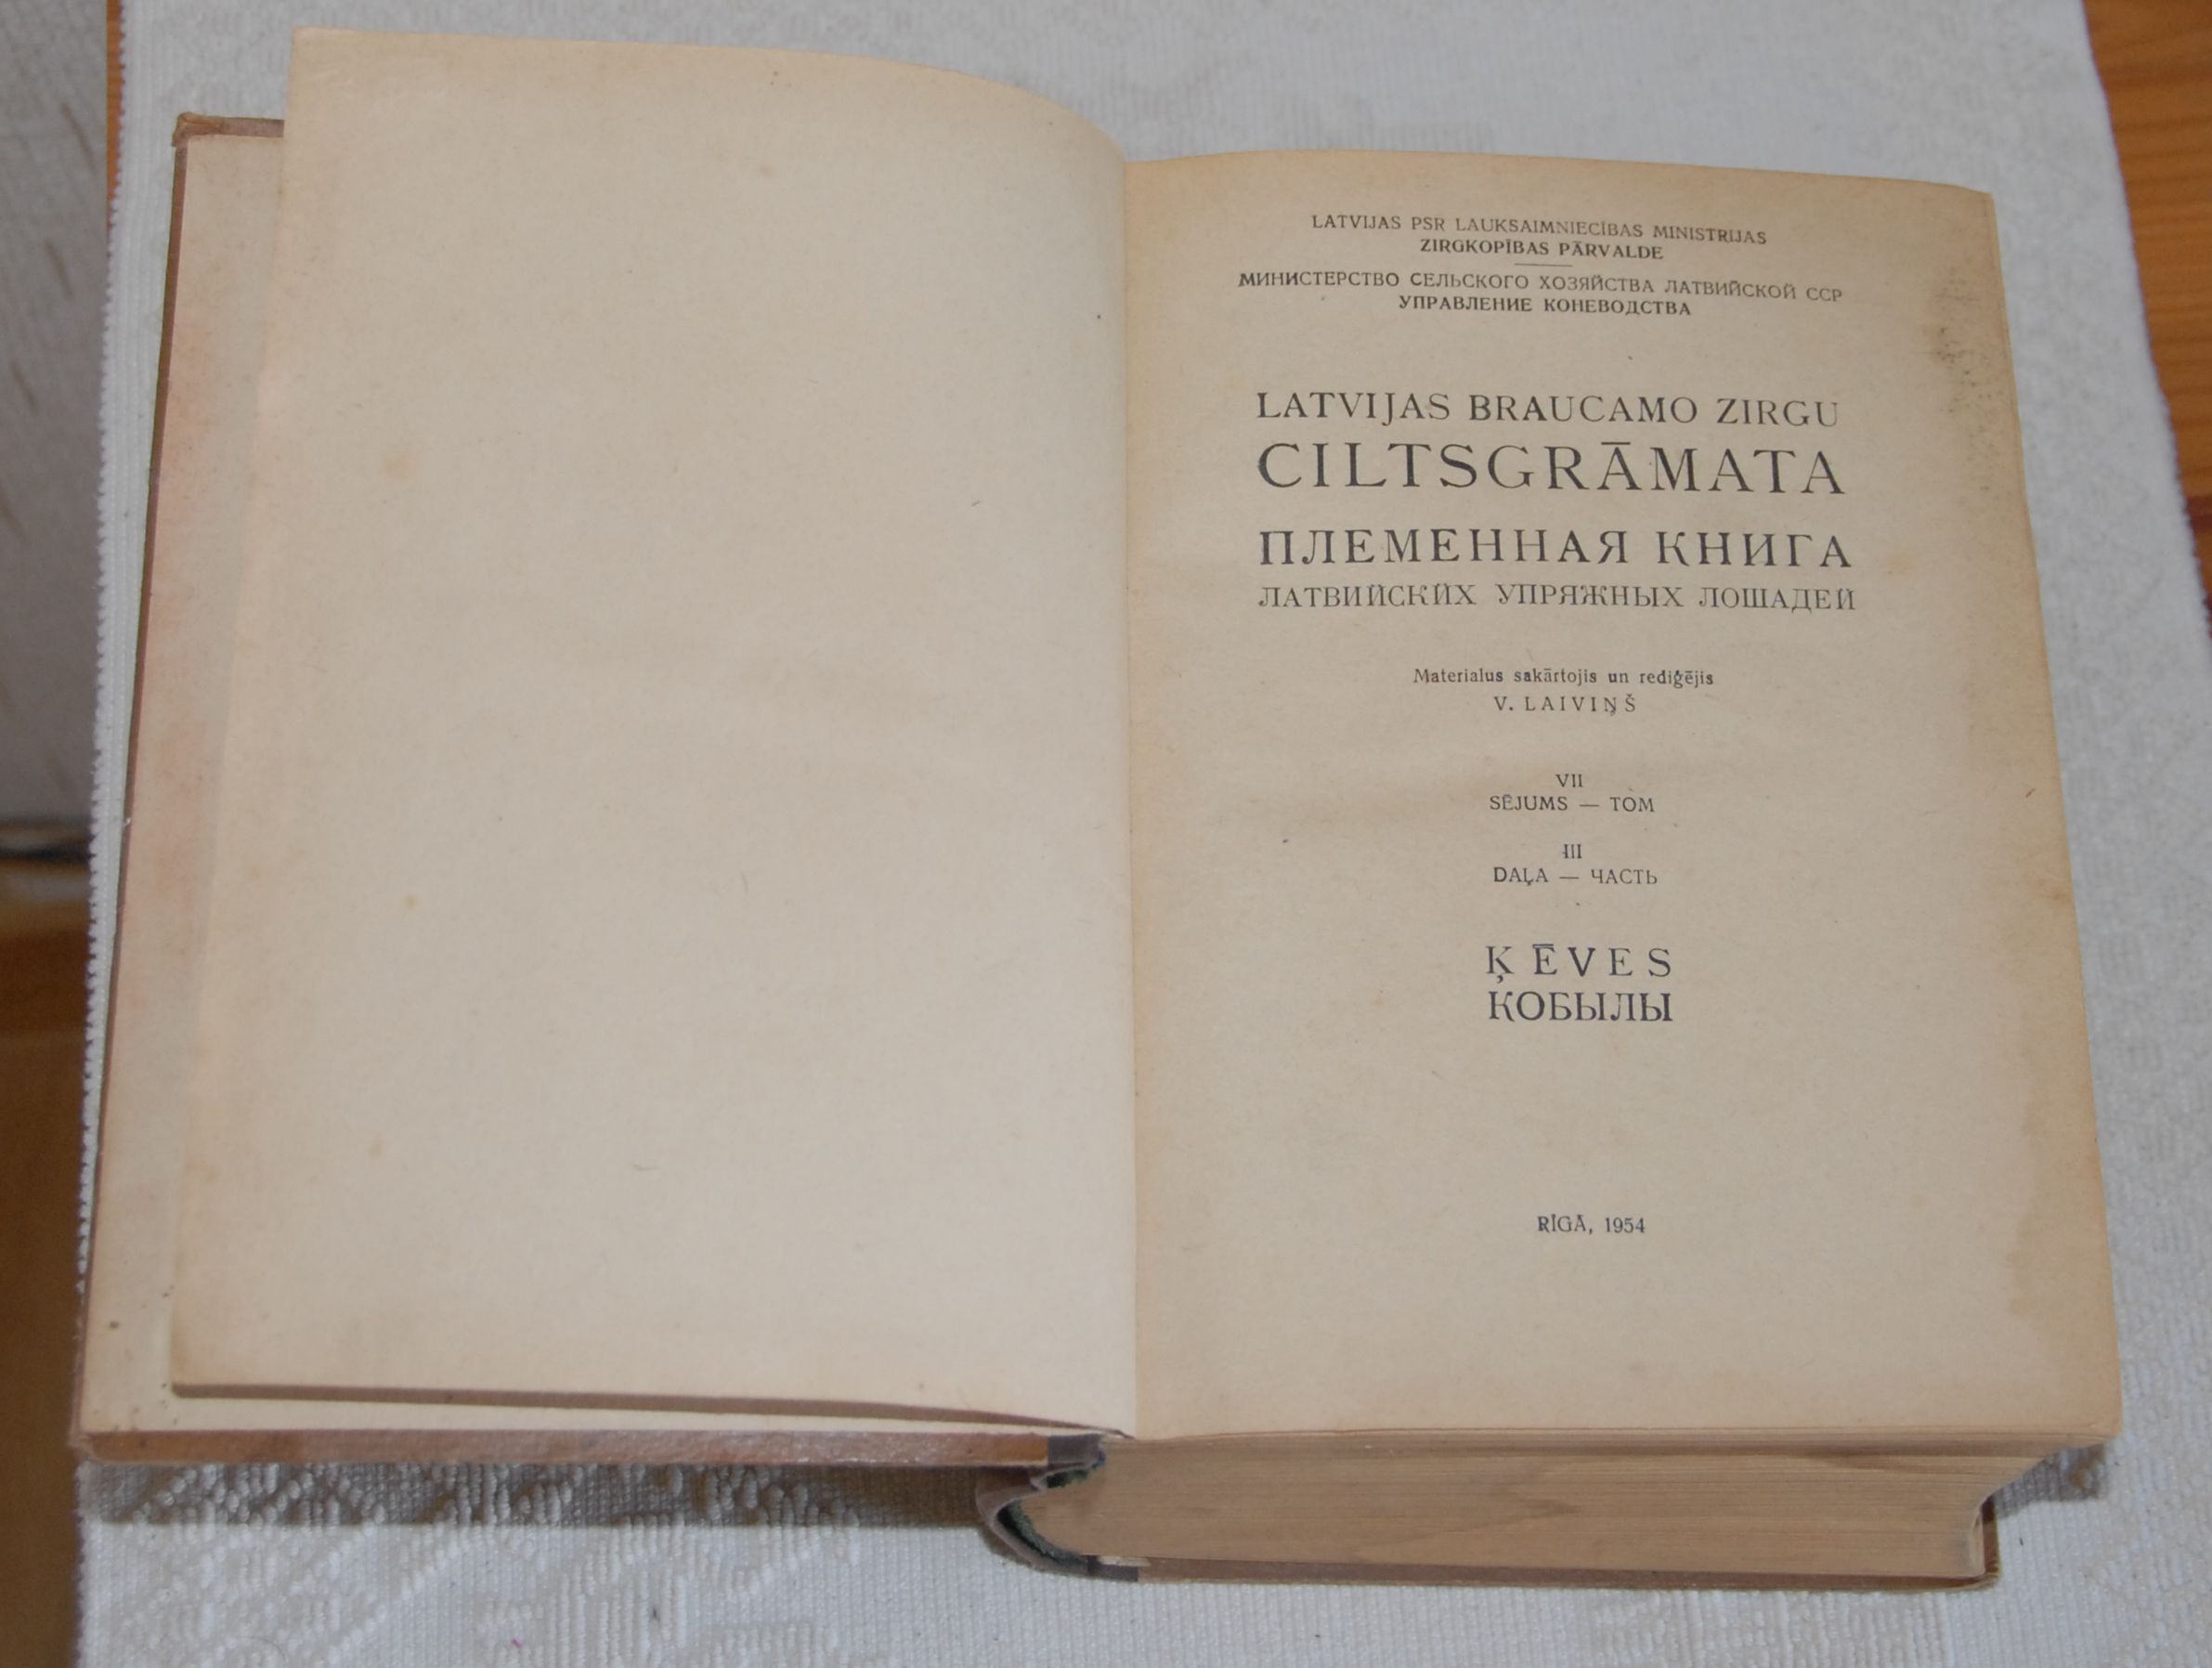 LATVIJAS PSR LAUKSAIMNIECĪBAS MINISTRIJAS
ZIRGKOPĪBAS PĀRVALDE
МИНИСТЕРСТВО СЕЛЬСКОГО ХОЗЯЙСТВА ЛАТВИЙСКОЙ ССР
УПРАВЛЕНИЕ КОНЕВОДСТВА
LATVIJAS BRAUCAMO ZIRGU
CILTSGRĀMATA
ПЛЕМЕННАЯ КНИГА
ЛАТВИЙСКИХ УПРЯЖНЫХ ЛОШАДЕЙ
Materialus sakārtojis un rediģējis
V. LAIVIŅŠ
VII
SĒJUMS — ТОМ
III
DAĻA — ЧАСТЬ
ĶĒVES
КОБЫЛЫ
RĪGĀ, 1954